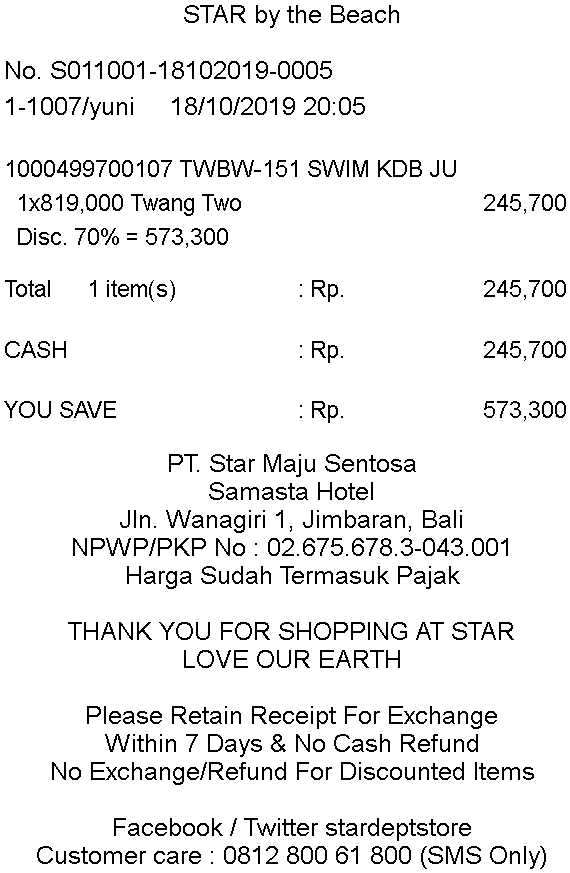 STAR by the Beach
No. S011001-18102019-0005
1-1007/yuni 18/10/2019 20:05
1000499700107 TWBW-151 SWIM KDB JU
1x819,000 Twang Two 245,700
Disc. 70% = 573,300
Total 1 item(s) : Rp. 245,700
CASH : Rp. 245,700
YOU SAVE : Rp. 573,300
PT. Star Maju Sentosa
Samasta Hotel
Jln. Wanagiri 1, Jimbaran, Bali
NPWP/PKP No : 02.675.678.3-043.001
Harga Sudah Termasuk Pajak
THANK YOU FOR SHOPPING AT STAR
LOVE OUR EARTH
Please Retain Receipt For Exchange
Within 7 Days & No Cash Refund
No Exchange/Refund For Discounted Items
Facebook / Twitter stardeptstore
Customer care : 0812 800 61 800 (SMS Only)